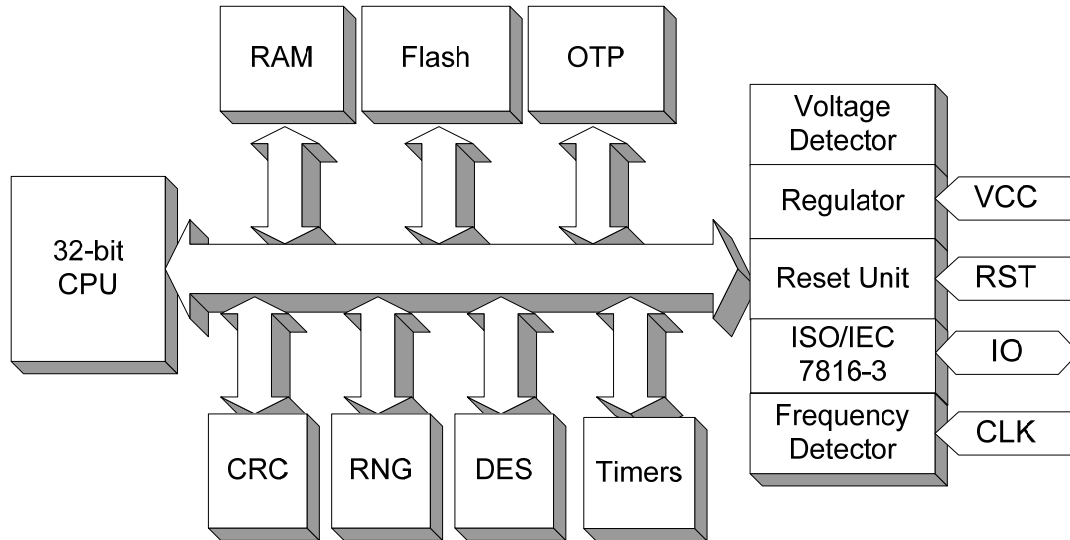 RAM
Flash
OTP
32-bit
CPU
Voltage
Detector
Regulator
Reset Unit
ISO/IEC
7816-3
Frequency
Detector
VCC
RST
IO
CLK
CRC
RNG
DES
Timers